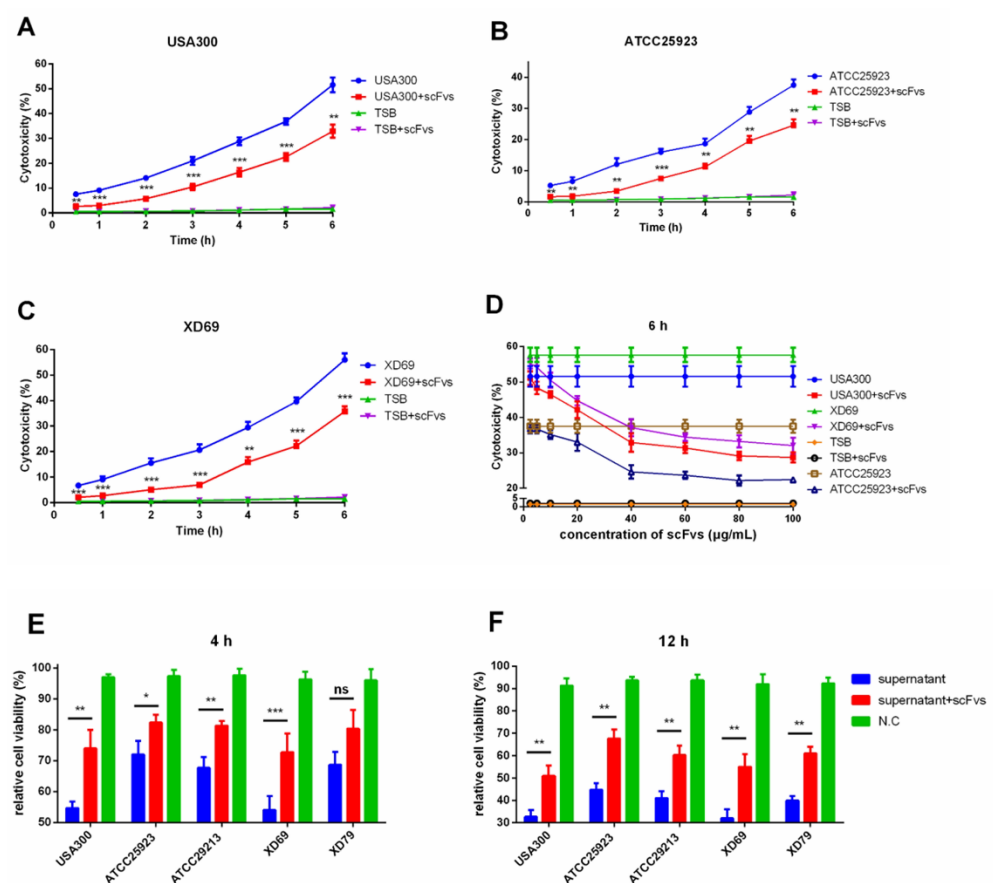 A
USA300
Cytotoxicity (%)
60
50
40
30
20
10
0
0 1 2 3 4 5 6
Time (h)
** *** *** *** *** *** **
USA300
USA300+scFvs
TSB
TSB+scFvs
B
ATCC25923
Cytotoxicity (%)
40
30
20
10
0
0 1 2 3 4 5 6
Time (h)
** ** ** *** ** ** **
ATCC25923
ATCC25923+scFvs
TSB
TSB+scFvs
C
XD69
Cytotoxicity (%)
60
50
40
30
20
10
0
0 1 2 3 4 5 6
Time (h)
*** *** *** *** ** *** ***
XD69
XD69+scFvs
TSB
TSB+scFvs
D
6 h
Cytotoxicity (%)
60
50
40
30
20
5
0
0 20 40 60 80 100
concentration of scFvs (μg/mL)
USA300
USA300+scFvs
XD69
XD69+scFvs
TSB
TSB+scFvs
ATCC25923
ATCC25923+scFvs
E
4 h
relative cell viability (%)
100
90
80
70
60
50
** * ** *** ns
USA300 ATCC25923 ATCC29213 XD69 XD79
F
12 h
relative cell viability (%)
100
90
80
70
60
50
40
30
** ** ** ** **
USA300 ATCC25923 ATCC29213 XD69 XD79
supernatant
supernatant+scFvs
N.C